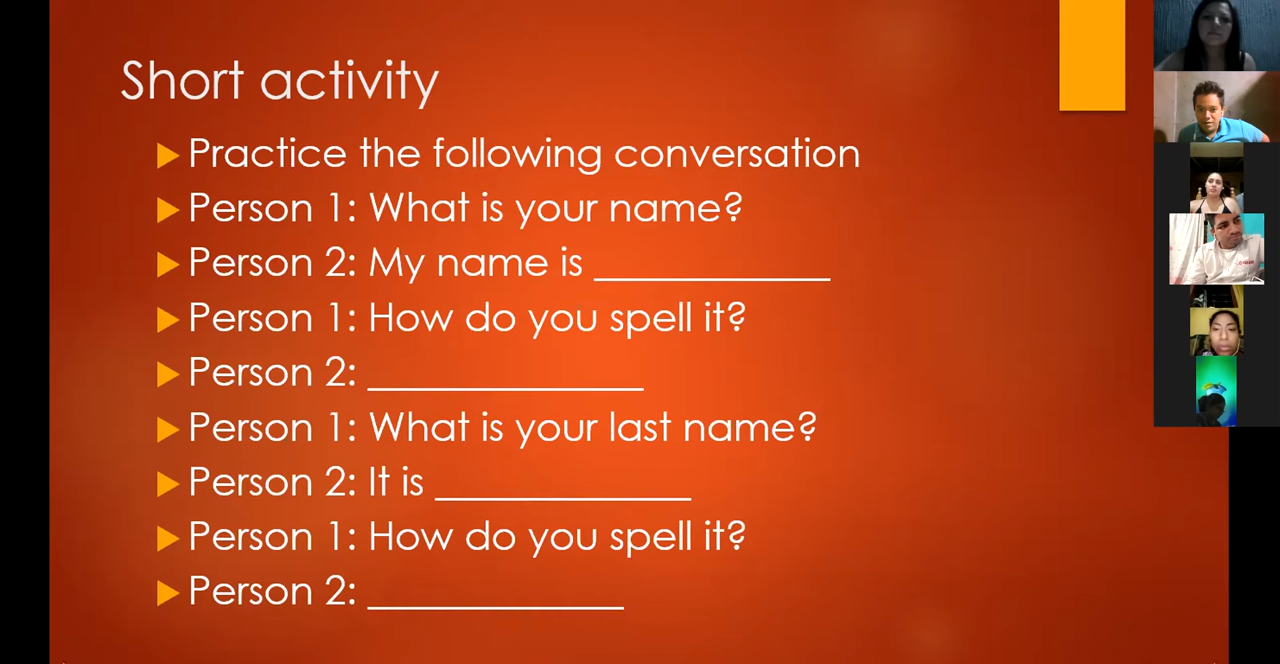 Short activity
Practice the following conversation
Person 1: What is your name?
Person 2: My name is ____________
Person 1: How do you spell it?
Person 2: ______________
Person 1: What is your last name?
Person 2: It is _____________
Person 1: How do you spell it?
Person 2: _____________